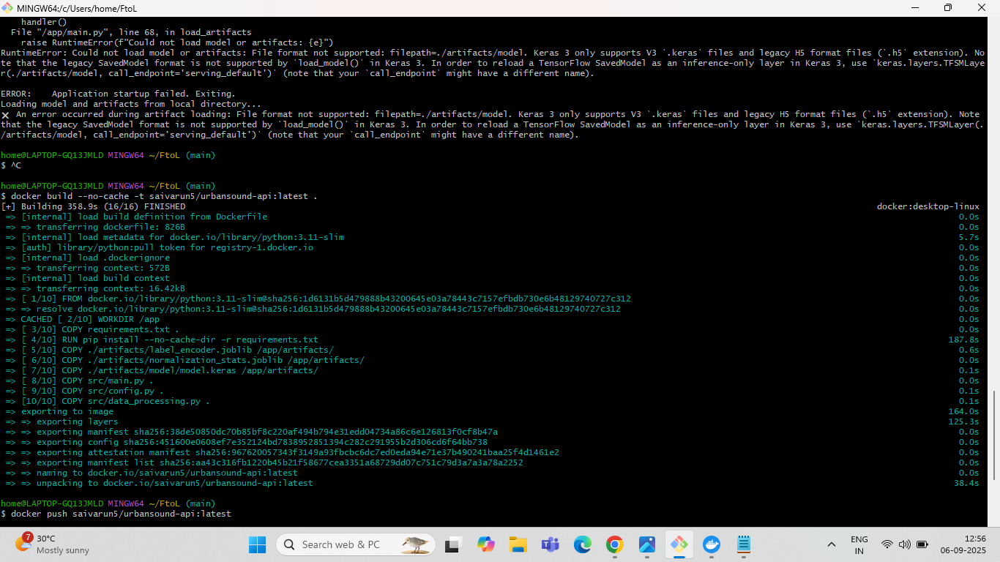 MINGW64:/c/Users/home/FtoL
    handler()
  File "/app/main.py", line 68, in load_artifacts
    raise RuntimeError(f"Could not load model or artifacts: {e}")
RuntimeError: Could not load model or artifacts: File format not supported: filepath=./artifacts/model. Keras 3 only supports V3 `.keras` files and legacy H5 format files (`.h5` extension). No
te that the legacy SavedModel format is not supported by `load_model()` in Keras 3. In order to reload a TensorFlow SavedModel as an inference-only layer in Keras 3, use `keras.layers.TFSMLaye
r(./artifacts/model, call_endpoint='serving_default')` (note that your `call_endpoint` might have a different name).
ERROR:    Application startup failed. Exiting.
Loading model and artifacts from local directory...
❌ An error occurred during artifact loading: File format not supported: filepath=./artifacts/model. Keras 3 only supports V3 `.keras` files and legacy H5 format files (`.h5` extension). Note
that the legacy SavedModel format is not supported by `load_model()` in Keras 3. In order to reload a TensorFlow SavedModel as an inference-only layer in Keras 3, use `keras.layers.TFSMLayer(.
/artifacts/model, call_endpoint='serving_default')` (note that your `call_endpoint` might have a different name).
home@LAPTOP-GQ13JMLD MINGW64 ~/FtoL (main)
$ ^C
home@LAPTOP-GQ13JMLD MINGW64 ~/FtoL (main)
$ docker build --no-cache -t saivarun5/urbansound-api:latest .
[+] Building 358.9s (16/16) FINISHED docker:desktop-linux
=> [internal] load build definition from Dockerfile 0.0s
=> => transferring dockerfile: 826B 0.0s
=> [internal] load metadata for docker.io/library/python:3.11-slim 5.7s
=> [auth] library/python:pull token for registry-1.docker.io 0.0s
=> [internal] load .dockerignore 0.0s
=> => transferring context: 572B 0.0s
=> [internal] load build context 0.0s
=> => transferring context: 16.42kB 0.0s
=> [ 1/10] FROM docker.io/library/python:3.11-slim@sha256:1d6131b5d479888b43200645e03a78443c7157efbdb730e6b48129740727c312 0.0s
=> => resolve docker.io/library/python:3.11-slim@sha256:1d6131b5d479888b43200645e03a78443c7157efbdb730e6b48129740727c312 0.0s
=> CACHED [ 2/10] WORKDIR /app 0.0s
=> [ 3/10] COPY requirements.txt . 0.0s
=> [ 4/10] RUN pip install --no-cache-dir -r requirements.txt 187.8s
=> [ 5/10] COPY ./artifacts/label_encoder.joblib /app/artifacts/ 0.6s
=> [ 6/10] COPY ./artifacts/normalization_stats.joblib /app/artifacts/ 0.0s
=> [ 7/10] COPY ./artifacts/model/model.keras /app/artifacts/ 0.1s
=> [ 8/10] COPY src/main.py . 0.0s
=> [ 9/10] COPY src/config.py . 0.1s
=> [10/10] COPY src/data_processing.py . 0.1s
=> exporting to image 164.0s
=> => exporting layers 125.3s
=> => exporting manifest sha256:38de50850dc70b85bf8c220af494b794e31edd04734a86c6e126813f0cf8b47a 0.0s
=> => exporting config sha256:451600e0608ef7e352124bd7838952851394c282c291955b2d306cd6f64bb738 0.0s
=> => exporting attestation manifest sha256:967620057343f3149a93fbcbc6dc7ed0eda94e71e37b490241baa25f4d1461e2 0.0s
=> => exporting manifest list sha256:aa43c316fb1220b45b21f58677cea3351a68729dd07c751c79d3a7a3a78a2252 0.0s
=> => naming to docker.io/saivarun5/urbansound-api:latest 0.0s
=> => unpacking to docker.io/saivarun5/urbansound-api:latest 38.4s
home@LAPTOP-GQ13JMLD MINGW64 ~/FtoL (main)
$ docker push saivarun5/urbansound-api:latest
7
30°C
Mostly sunny
Search web & PC
ENG
IN
12:56
06-09-2025